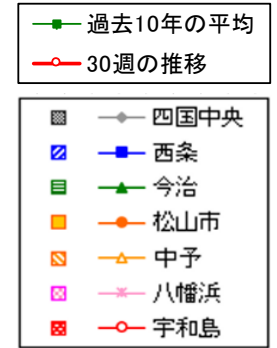 過去10年の平均
30週の推移
四国中央
西条
今治
松山市
中予
八幡浜
宇和島